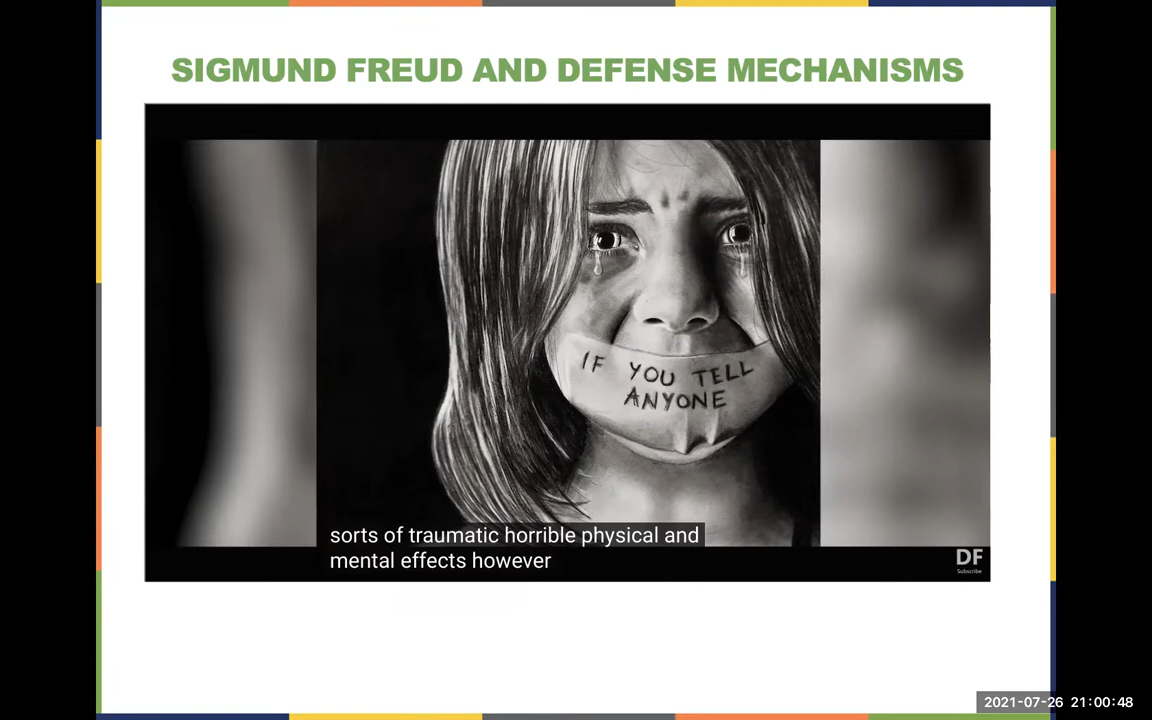 SIGMUND FREUD AND DEFENSE MECHANISMS
IF YOU TELL
ANYONE
sorts of traumatic horrible physical and
mental effects however
DF
Subscribe
2021-07-26 21:00:48